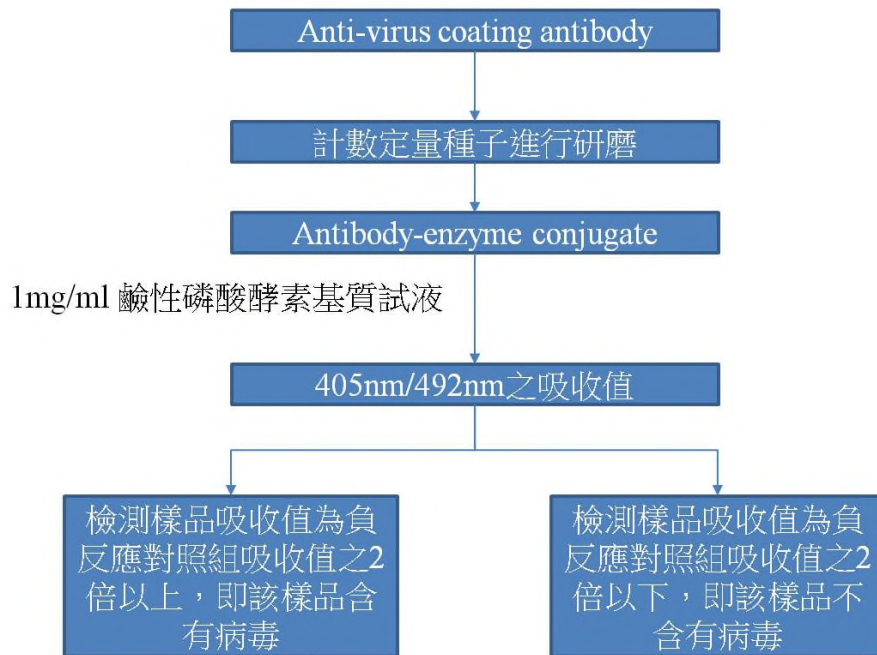 Anti-virus coating antibody
計數定量種子進行研磨
Antibody-enzyme conjugate
1mg/ml 鹼性磷酸酵素基質試液
405nm/492nm之吸收值
檢測樣品吸收值為負
反應對照組吸收值之2
倍以上，即該樣品含
有病毒
檢測樣品吸收值為負
反應對照組吸收值之2
倍以下，即該樣品不
含有病毒